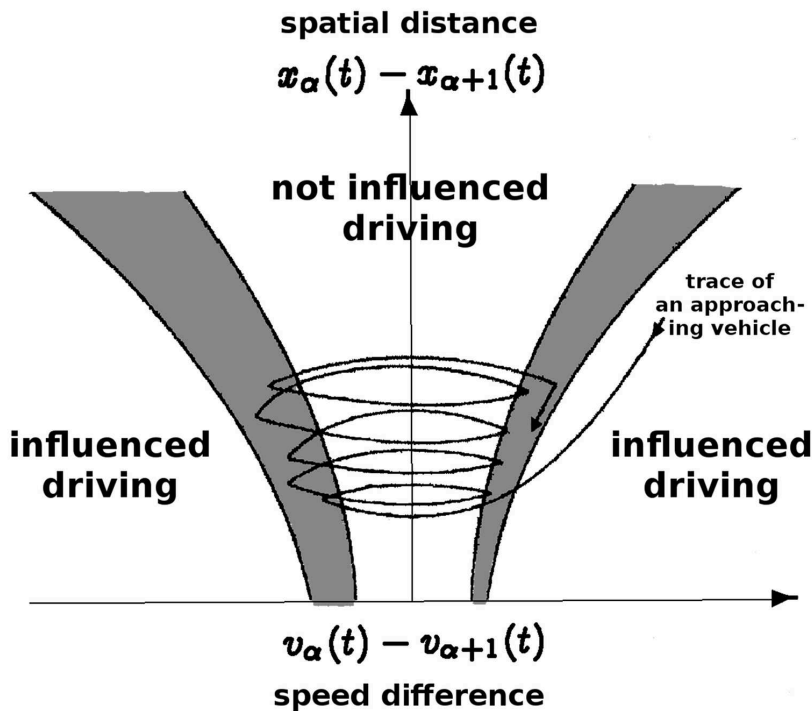 spatial distance
xα(t) − xα+1(t)
not influenced
driving
trace of
an approach-
ing vehicle
influenced
driving
influenced
driving
vα(t) − vα+1(t)
speed difference